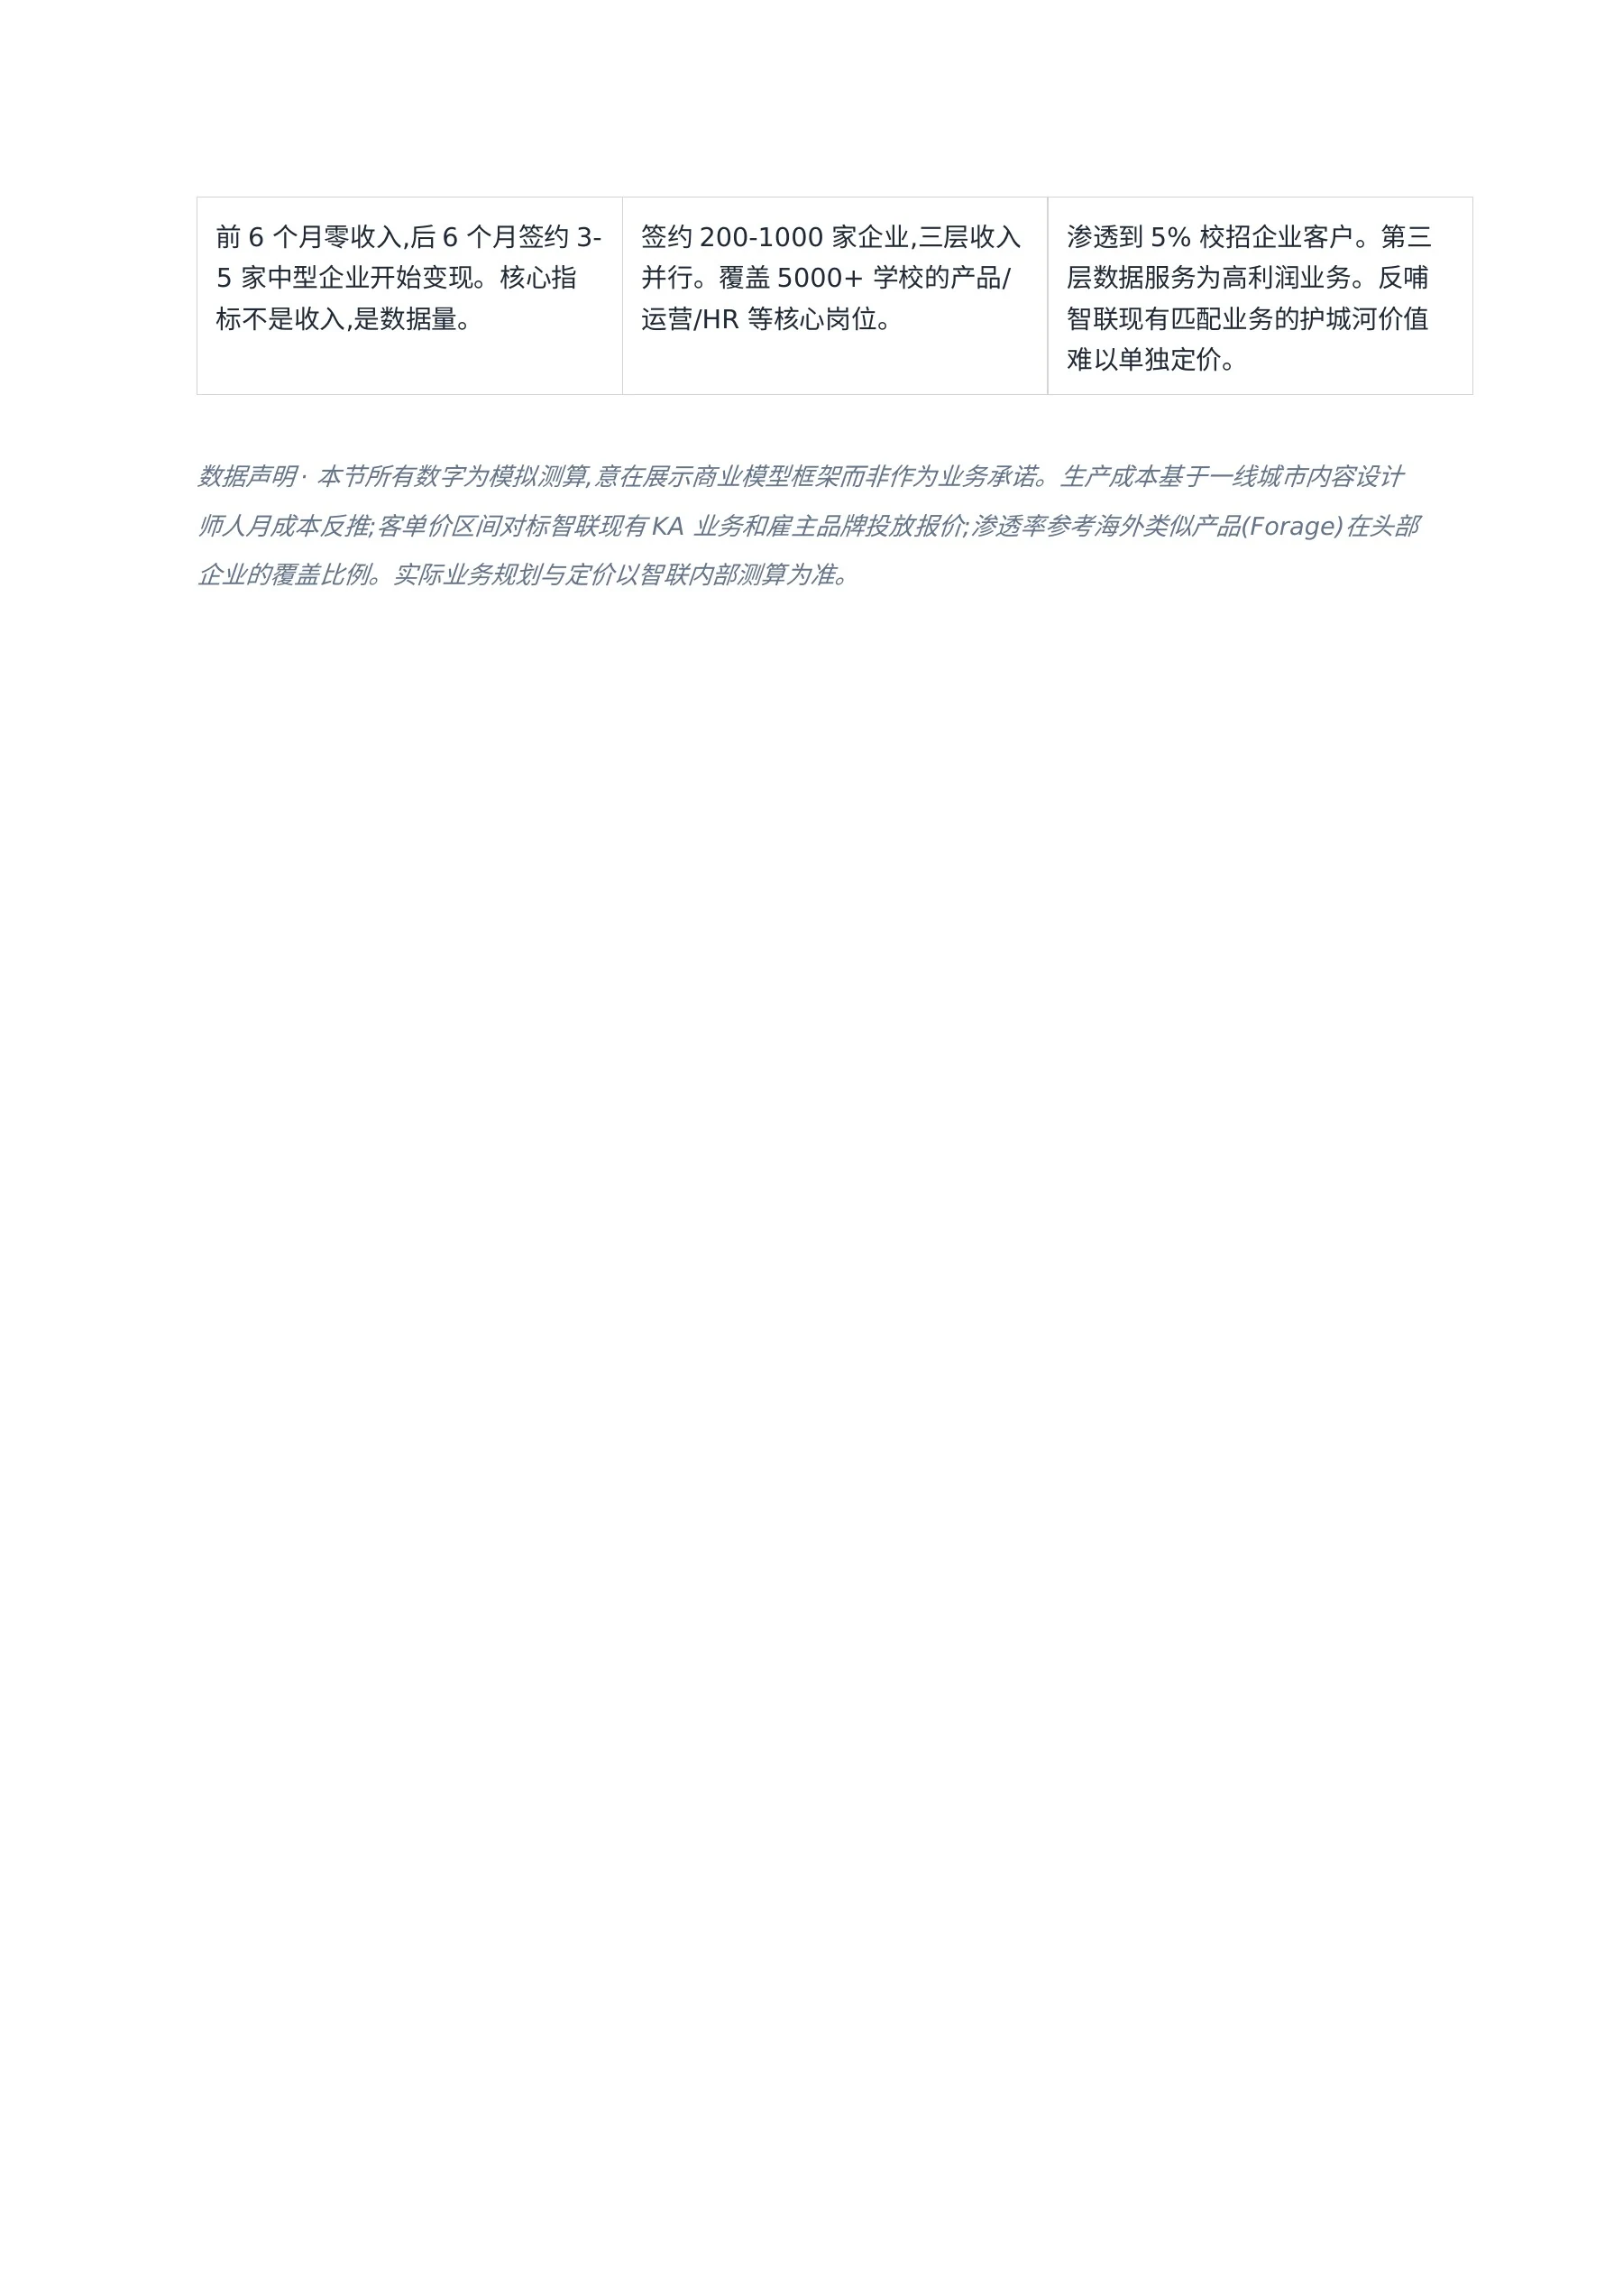 前 6 个月零收入,后 6 个月签约 3-
5 家中型企业开始变现。核心指
标不是收入,是数据量。
签约 200-1000 家企业,三层收入
并行。覆盖 5000+ 学校的产品/
运营/HR 等核心岗位。
渗透到 5% 校招企业客户。第三
层数据服务为高利润业务。反哺
智联现有匹配业务的护城河价值
难以单独定价。
数据声明 · 本节所有数字为模拟测算,意在展示商业模型框架而非作为业务承诺。生产成本基于一线城市内容设计
师人月成本反推;客单价区间对标智联现有 KA 业务和雇主品牌投放报价;渗透率参考海外类似产品(Forage)在头部
企业的覆盖比例。实际业务规划与定价以智联内部测算为准。